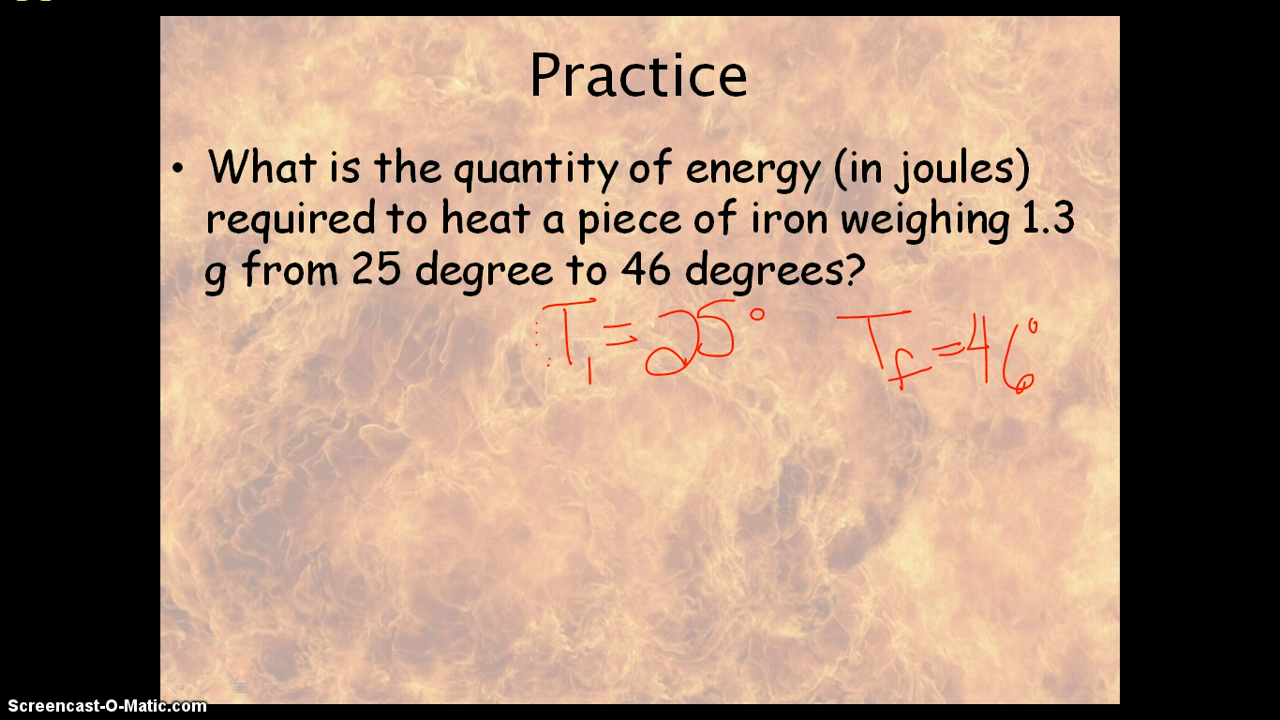 Practice
• What is the quantity of energy (in joules)
required to heat a piece of iron weighing 1.3
g from 25 degree to 46 degrees?
T₁ = 25° T_f = 46°
Screencast-O-Matic.com